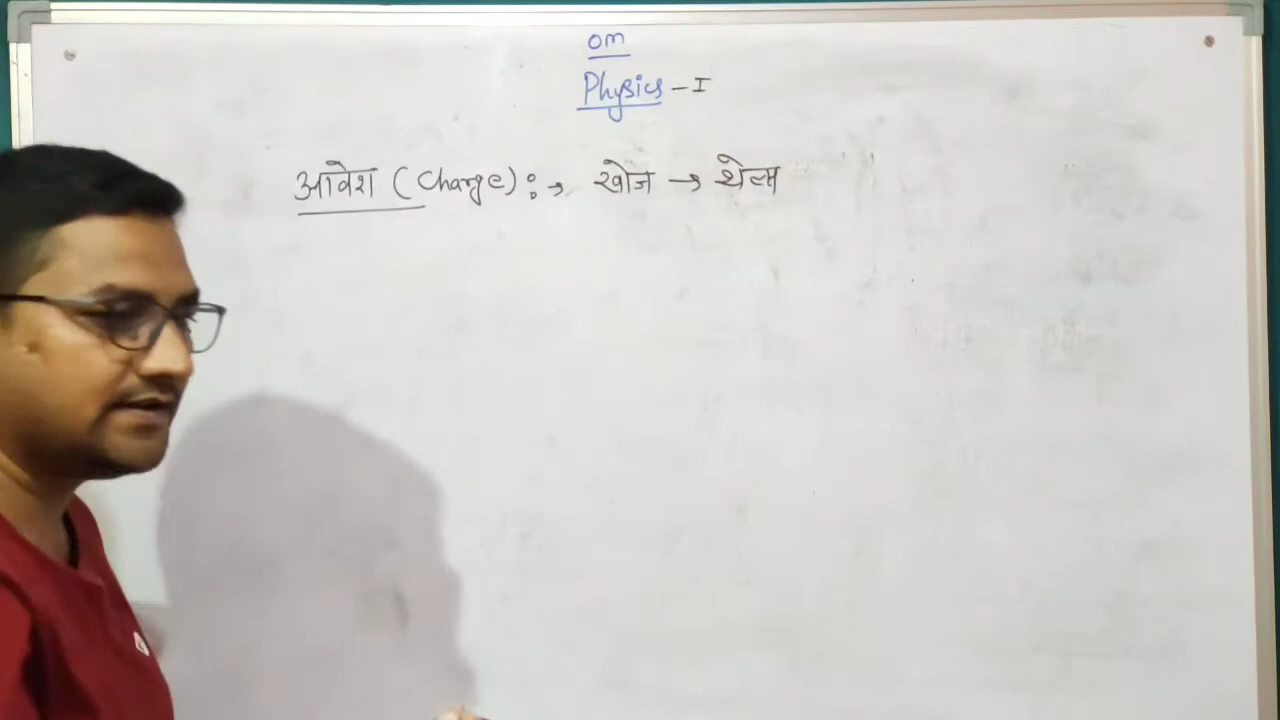 om
Physics - I
आवेश (Charge) :→ खोज → थेल्स